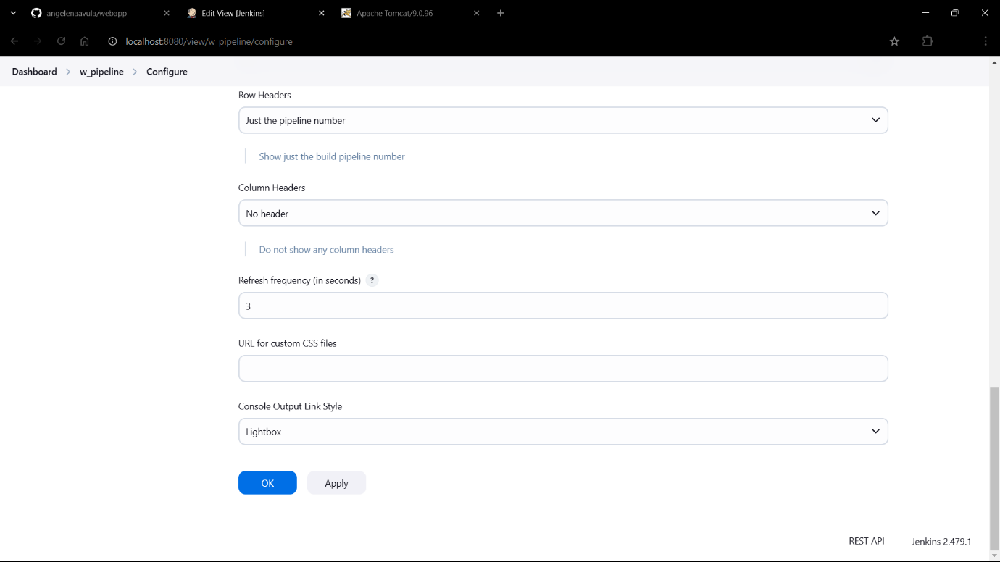 angelenaavula/webapp
Edit View [Jenkins]
Apache Tomcat/9.0.96
localhost:8080/view/w_pipeline/configure
Dashboard
w_pipeline
Configure
Row Headers
Just the pipeline number
Show just the build pipeline number
Column Headers
No header
Do not show any column headers
Refresh frequency (in seconds) ?
3
URL for custom CSS files
Console Output Link Style
Lightbox
OK
Apply
REST API
Jenkins 2.479.1